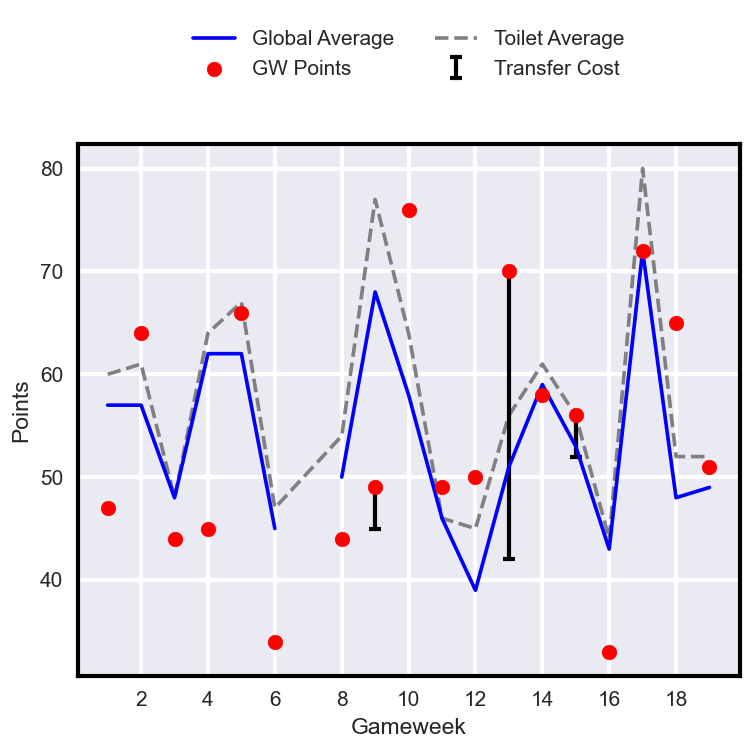 Global Average
Toilet Average
GW Points
Transfer Cost
80
70
60
50
40
Points
2 4 6 8 10 12 14 16 18
Gameweek